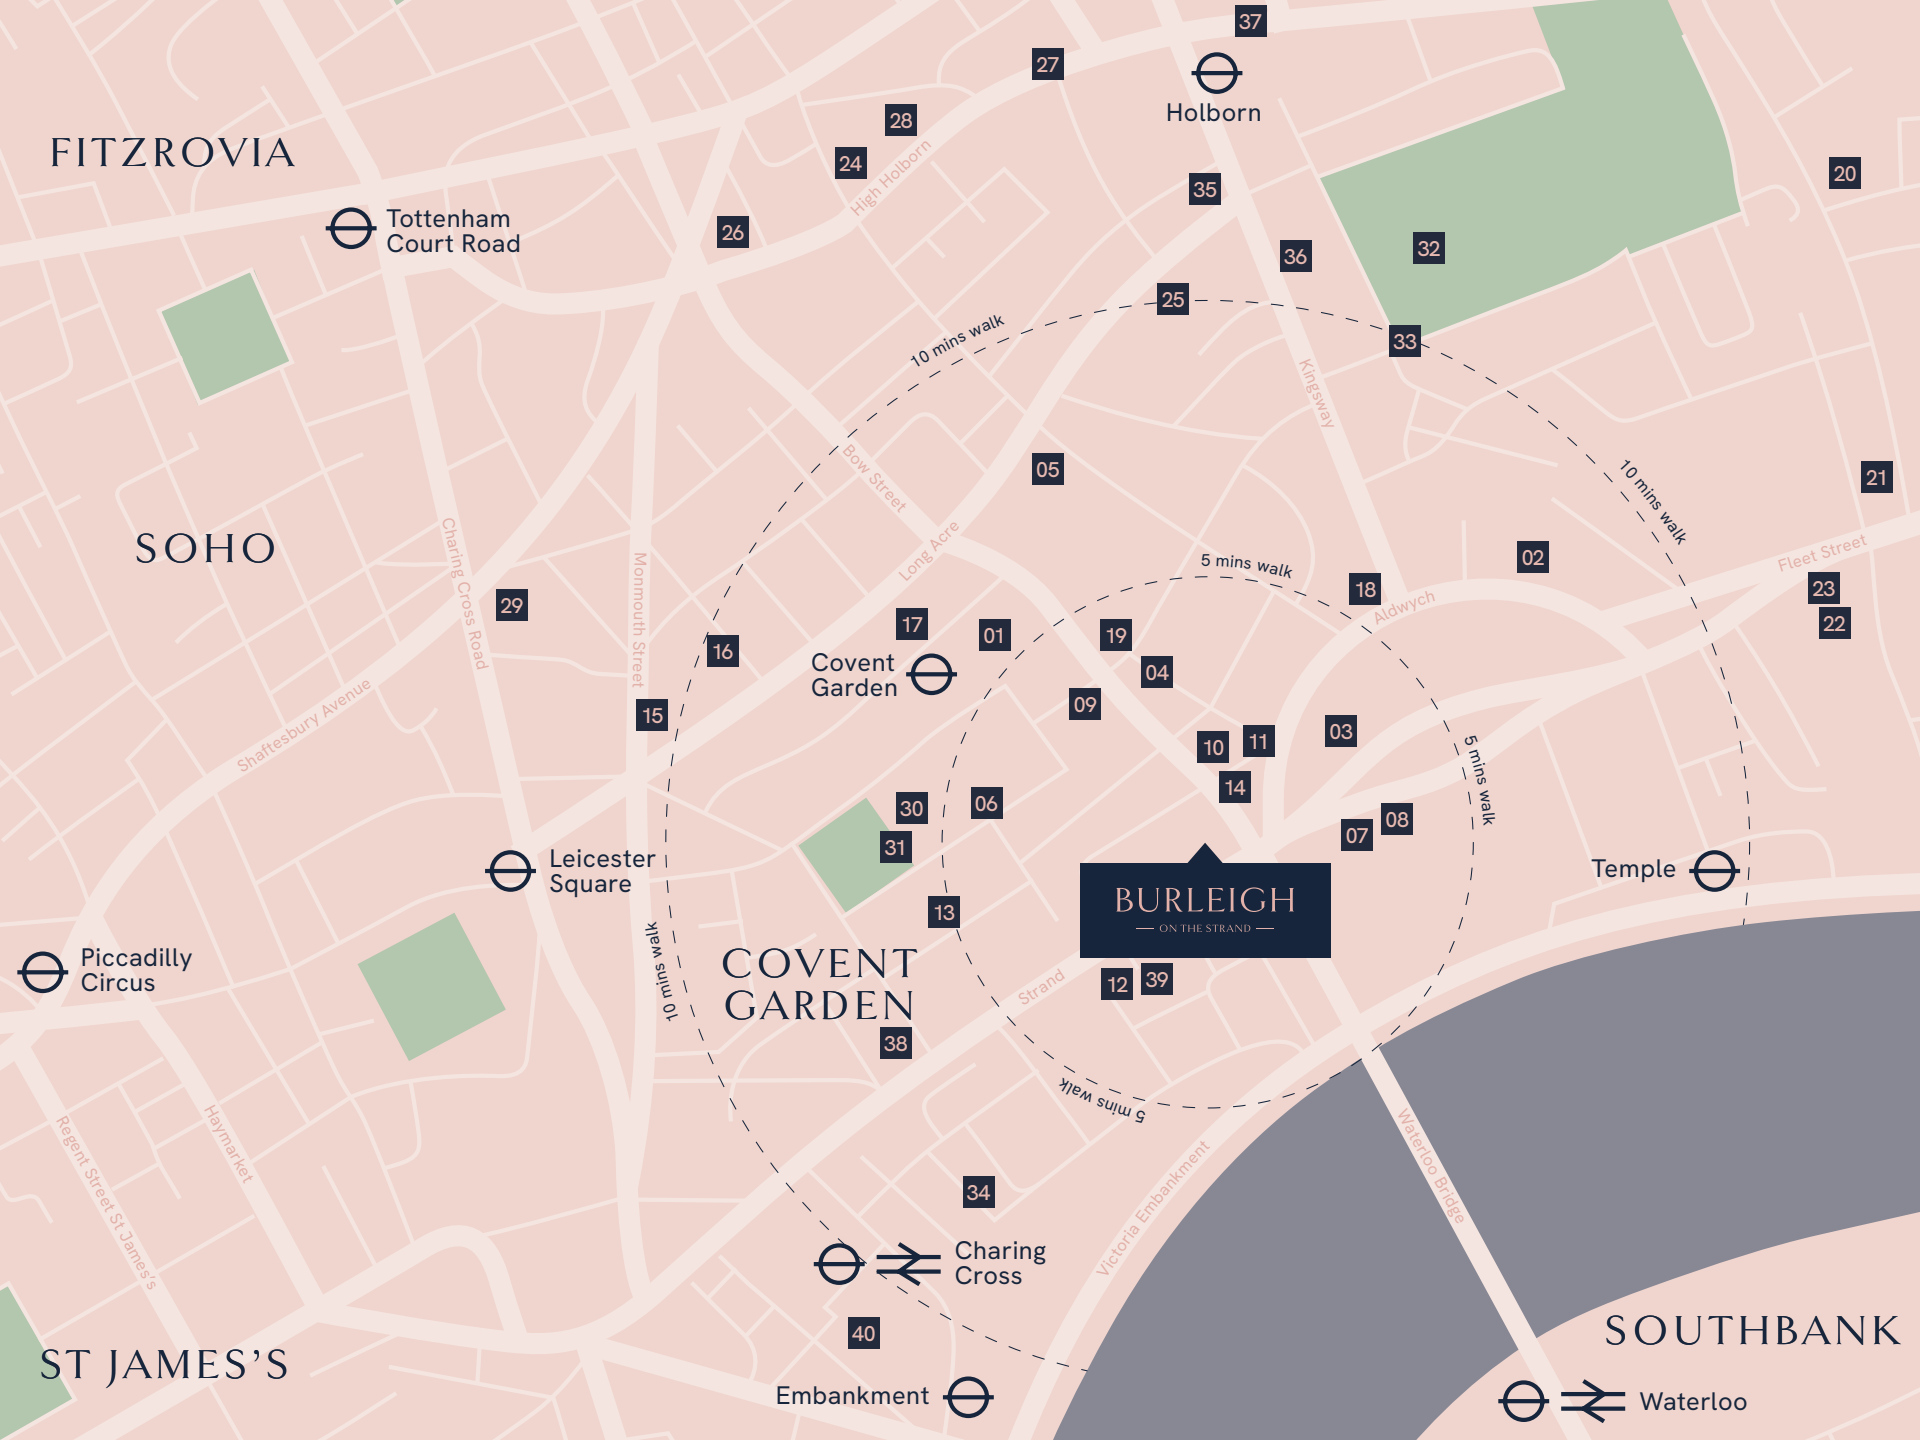 37
27
Holborn
28
FITZROVIA
24
High Holborn
20
35
Tottenham
Court Road
26
32
36
25
10 mins walk
33
Kingsway
05
Bow Street
21
10 mins walk
SOHO
Charing Cross Road
Monmouth Street
Long Acre
5 mins walk
02
Fleet Street
18
Aldwych
23
29
17
01
19
22
16
Covent
Garden
04
Shaftesbury Avenue
15
09
10
11
03
5 mins walk
14
30
06
08
07
31
Leicester
Square
Temple
BURLEIGH
ON THE STRAND
13
10 mins walk
Piccadilly
Circus
COVENT
GARDEN
Strand
12
39
38
5 mins walk
Regent Street St James's
Haymarket
Waterloo Bridge
Victoria Embankment
34
Charing
Cross
40
SOUTHBANK
ST JAMES’S
Embankment
Waterloo